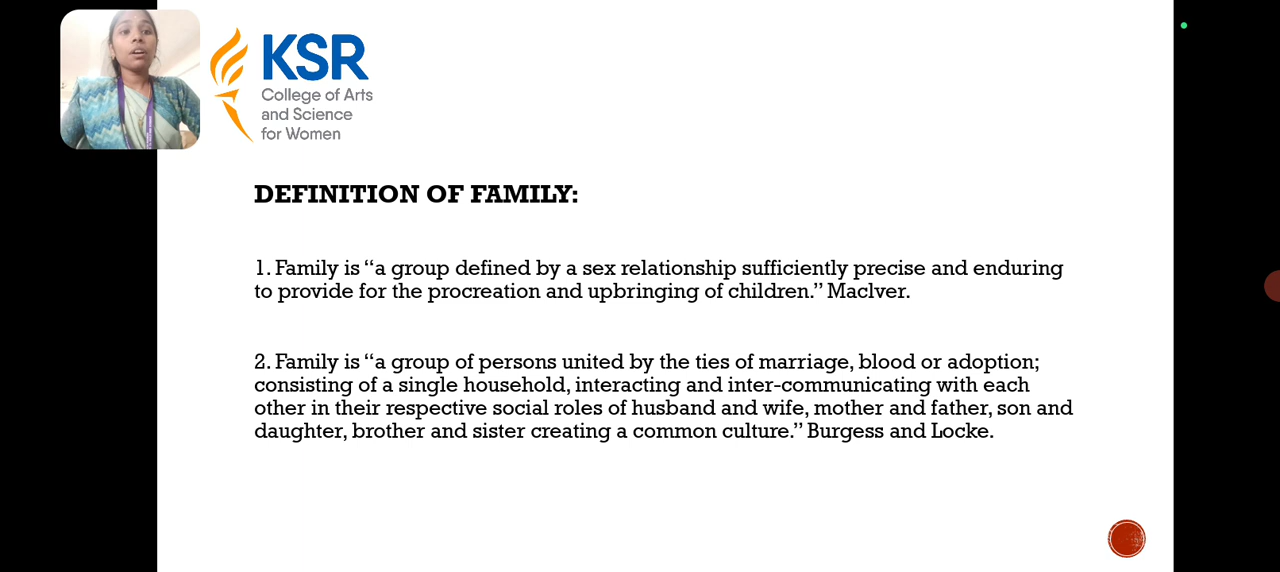 KSR
College of Arts
and Science
for Women
DEFINITION OF FAMILY:
1. Family is “a group defined by a sex relationship sufficiently precise and enduring
to provide for the procreation and upbringing of children.” Maclver.
2. Family is “a group of persons united by the ties of marriage, blood or adoption;
consisting of a single household, interacting and inter-communicating with each
other in their respective social roles of husband and wife, mother and father, son and
daughter, brother and sister creating a common culture.” Burgess and Locke.